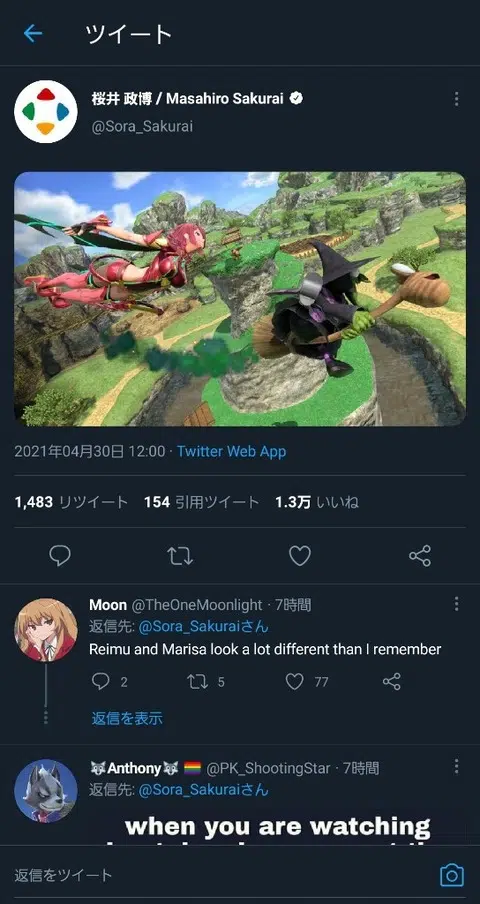 ツイート
桜井 政博 / Masahiro Sakurai
@Sora_Sakurai
2021年04月30日 12:00 · Twitter Web App
1,483 リツイート 154 引用ツイート 1.3万 いいね
Moon @TheOneMoonlight · 7時間
返信先: @Sora_Sakuraiさん
Reimu and Marisa look a lot different than I remember
2 5 77
返信を表示
🐺Anthony🐺 🏳️‍🌈 @PK_ShootingStar · 7時間
返信先: @Sora_Sakuraiさん
when you are watching
返信をツイート